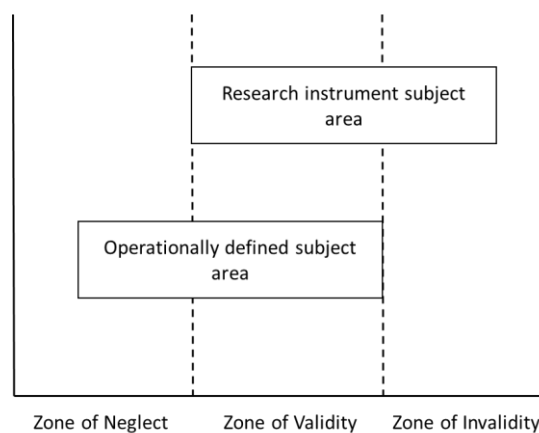 Research instrument subject
area
Operationally defined subject
area
Zone of Neglect
Zone of Validity
Zone of Invalidity